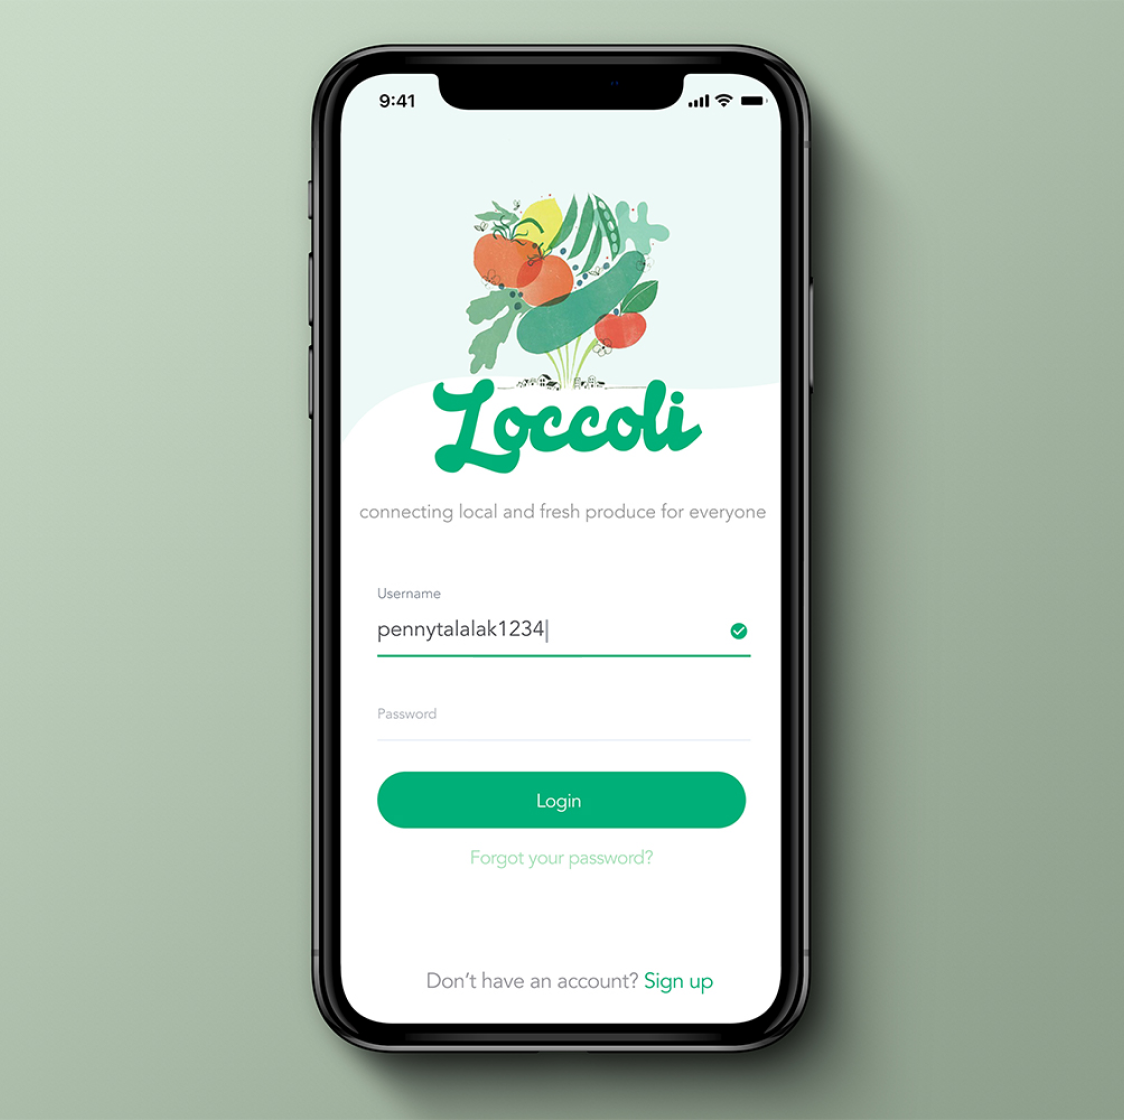 9:41
Loccoli
connecting local and fresh produce for everyone
Username
pennytalalak1234
Password
Login
Forgot your password?
Don’t have an account? Sign up